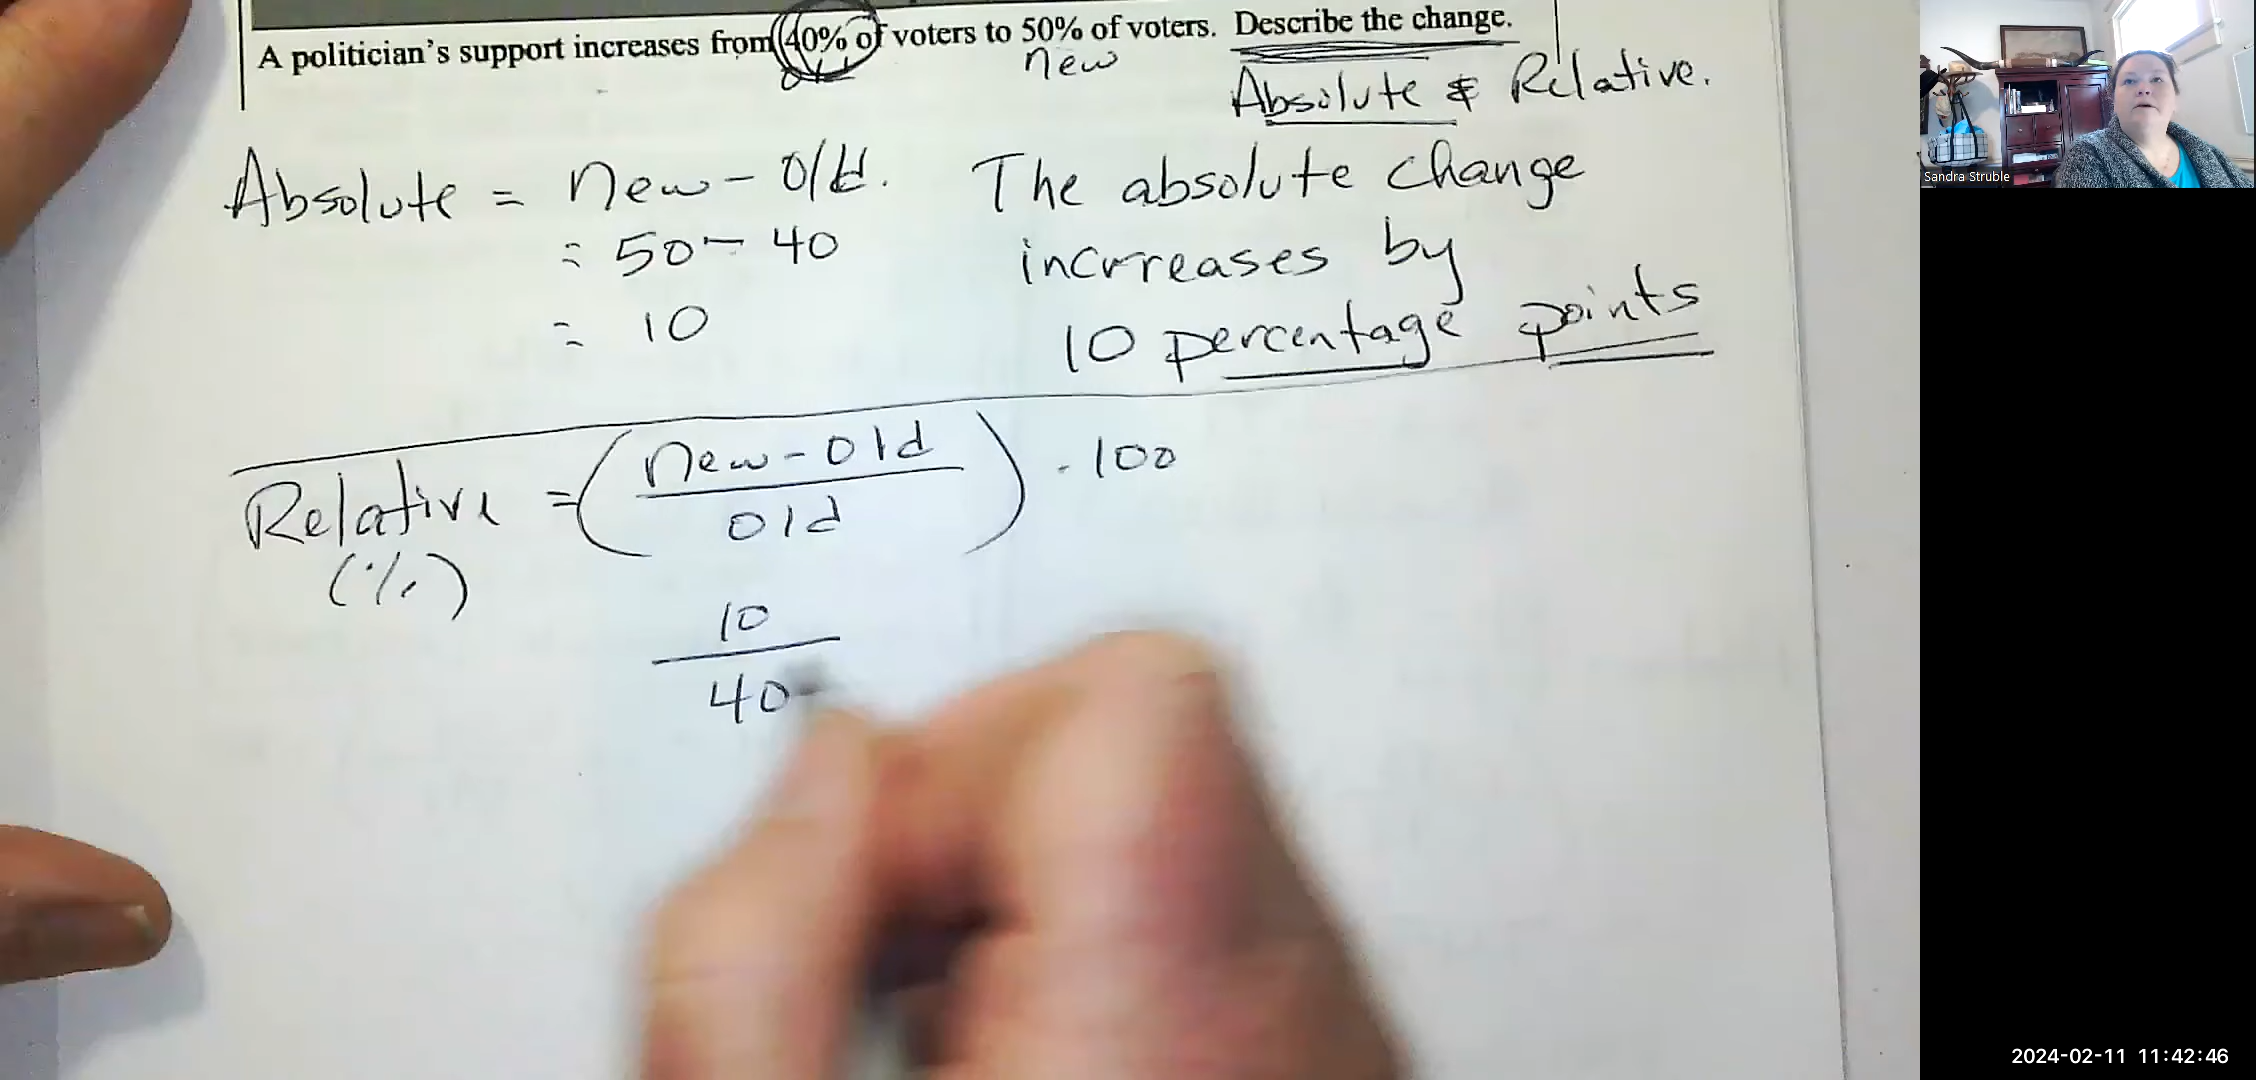 A politician's support increases from 40% of voters to 50% of voters. Describe the change.
old
new
Absolute & Relative.
Absolute = new - old.
= 50 - 40
= 10
The absolute change
incrreases by
10 percentage points
Relative = (new - old / old) · 100
(%)
10
40
Sandra Struble
2024-02-11 11:42:46